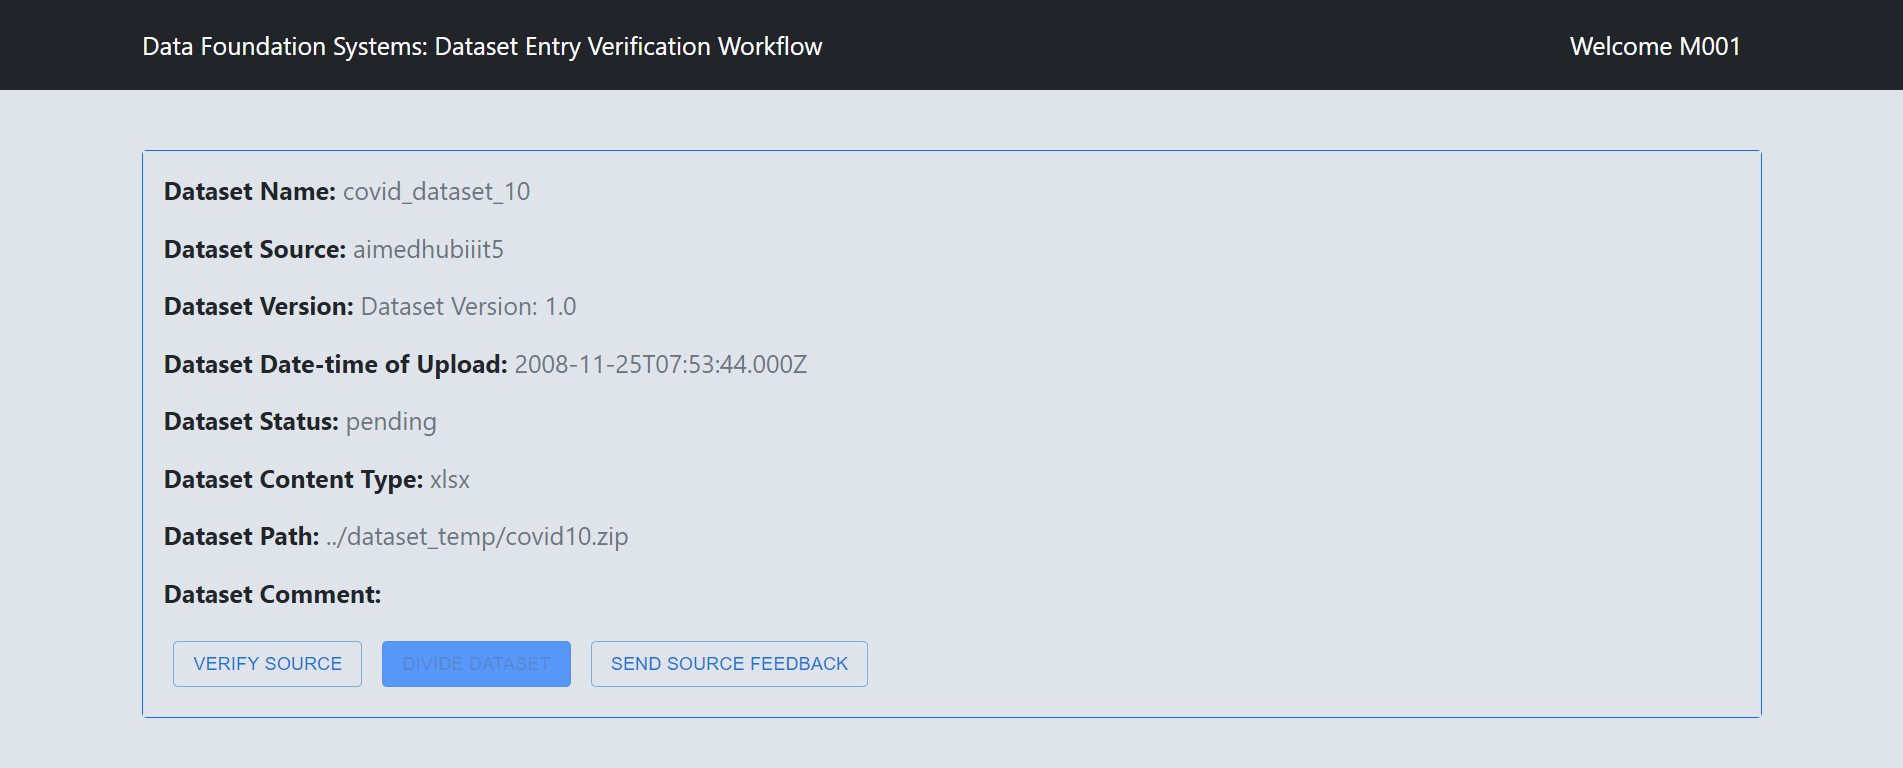 Data Foundation Systems: Dataset Entry Verification Workflow
Welcome M001
Dataset Name: covid_dataset_10
Dataset Source: aimedhubiiit5
Dataset Version: Dataset Version: 1.0
Dataset Date-time of Upload: 2008-11-25T07:53:44.000Z
Dataset Status: pending
Dataset Content Type: xlsx
Dataset Path: ../dataset_temp/covid10.zip
Dataset Comment:
VERIFY SOURCE
DIVIDE DATASET
SEND SOURCE FEEDBACK